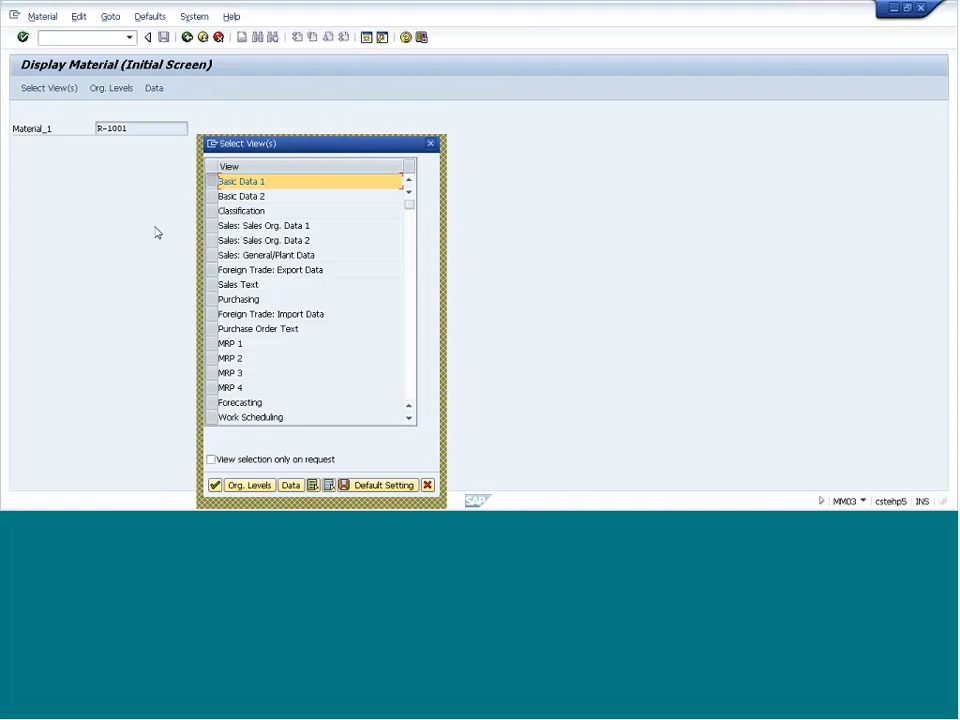 Material Edit Goto Defaults System Help
Display Material (Initial Screen)
Select View(s) Org. Levels Data
Material_1 R-1001
Select View(s)
View
Basic Data 1
Basic Data 2
Classification
Sales: Sales Org. Data 1
Sales: Sales Org. Data 2
Sales: General/Plant Data
Foreign Trade: Export Data
Sales Text
Purchasing
Foreign Trade: Import Data
Purchase Order Text
MRP 1
MRP 2
MRP 3
MRP 4
Forecasting
Work Scheduling
View selection only on request
Org. Levels Data Default Setting
SAP MM03 cstehp5 INS